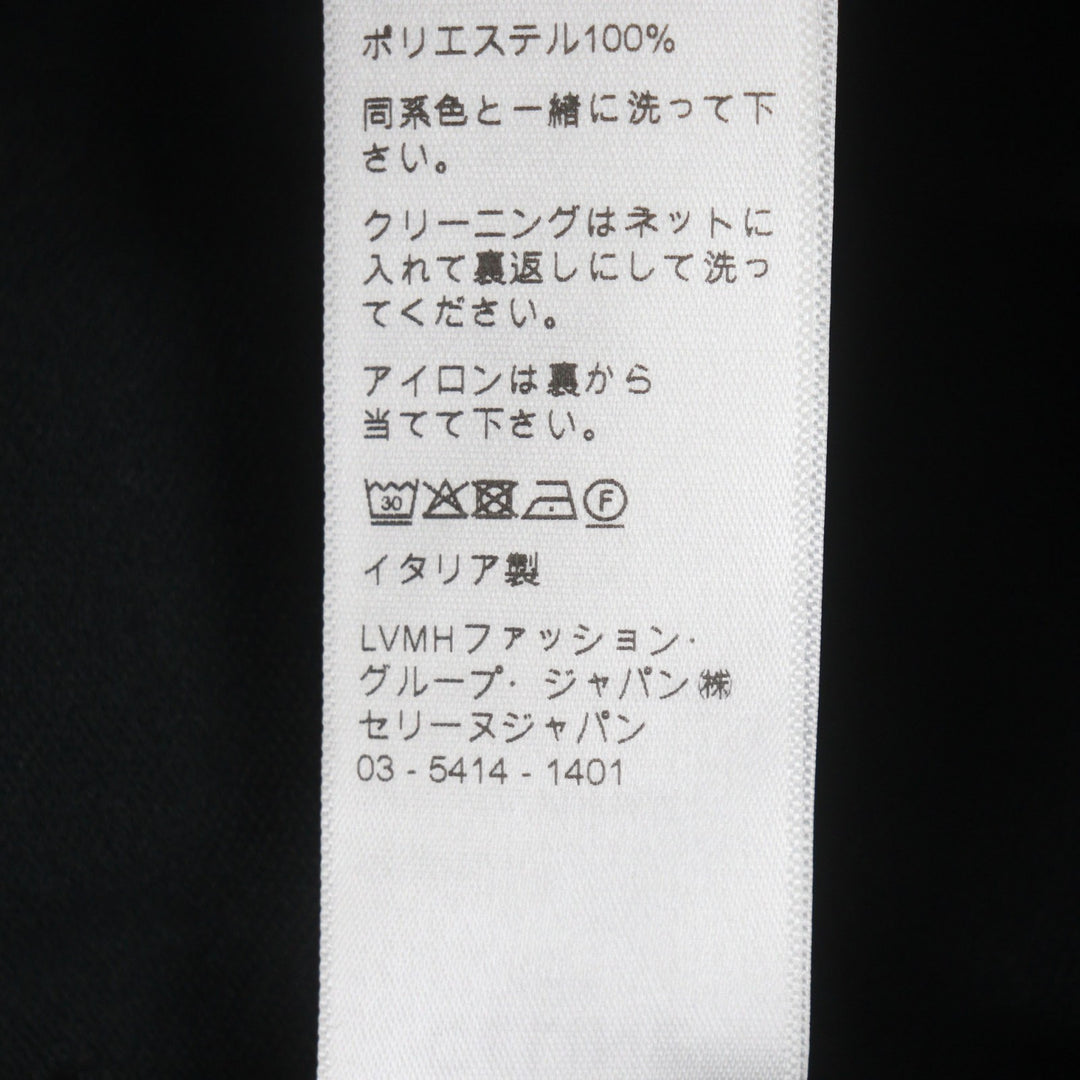 ポリエステル100%
同系色と一緒に洗って下
さい。
クリーニングはネットに
入れて裏返しにして洗っ
てください。
アイロンは裏から
当てて下さい。
30 F
イタリア製
LVMHファッション·
グループ· ジャパン㈱
セリーヌジャパン
03 - 5414 - 1401